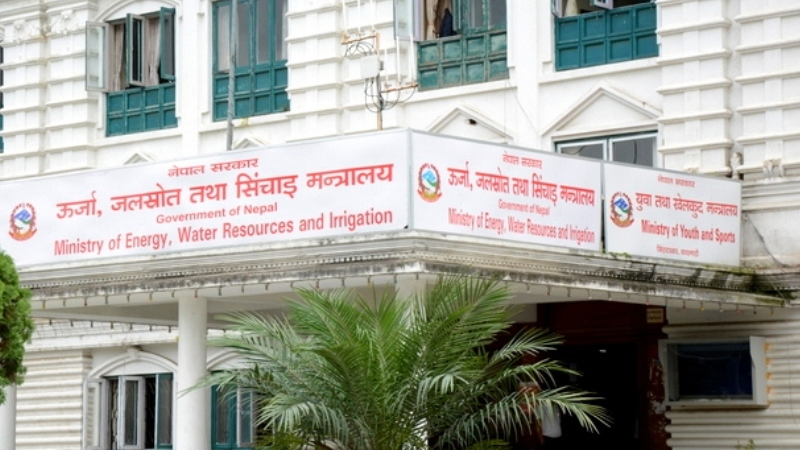 नेपाल सरकार
ऊर्जा, जलस्रोत तथा सिंचाइ मन्त्रालय
Government of Nepal
Ministry of Energy, Water Resources and Irrigation
नेपाल सरकार
ऊर्जा, जलस्रोत तथा सिंचाइ मन्त्रालय
Government of Nepal
Ministry of Energy, Water Resources and Irrigation
नेपाल सरकार
युवा तथा खेलकुद मन्त्रालय
Ministry of Youth and Sports
सिंहदरबार, काठमाडौं